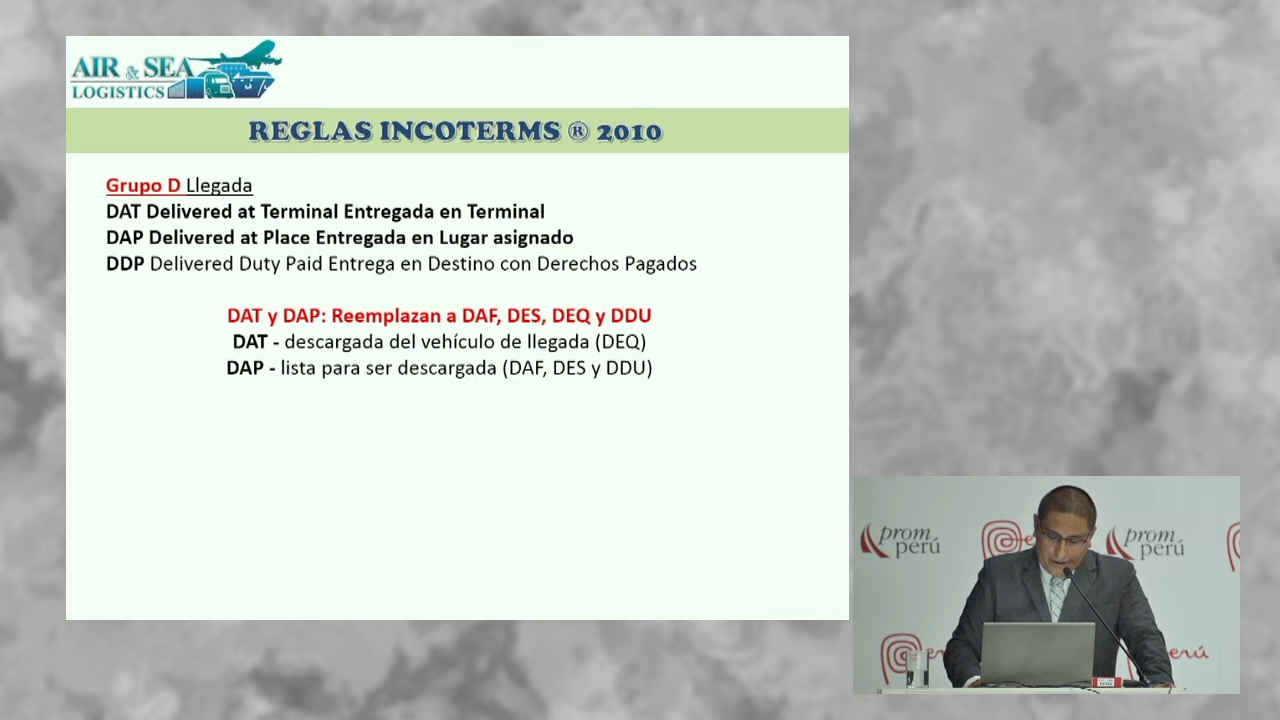 AIR & SEA
LOGISTICS
REGLAS INCOTERMS ® 2010
Grupo D Llegada
DAT Delivered at Terminal Entregada en Terminal
DAP Delivered at Place Entregada en Lugar asignado
DDP Delivered Duty Paid Entrega en Destino con Derechos Pagados
DAT y DAP: Reemplazan a DAF, DES, DEQ y DDU
DAT - descargada del vehículo de llegada (DEQ)
DAP - lista para ser descargada (DAF, DES y DDU)
prom
perú
prom
perú